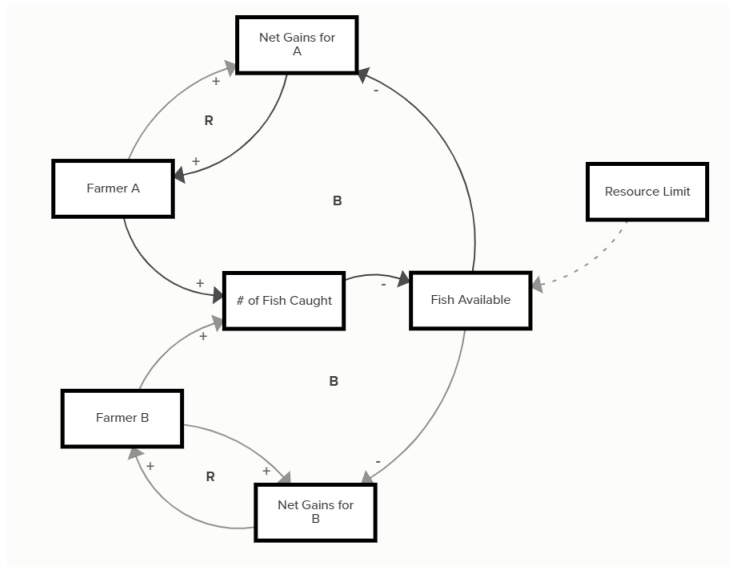 Net Gains for
A
+
R
-
+
Farmer A
Resource Limit
B
+
# of Fish Caught
-
Fish Available
+
B
Farmer B
+
R
+
-
Net Gains for
B